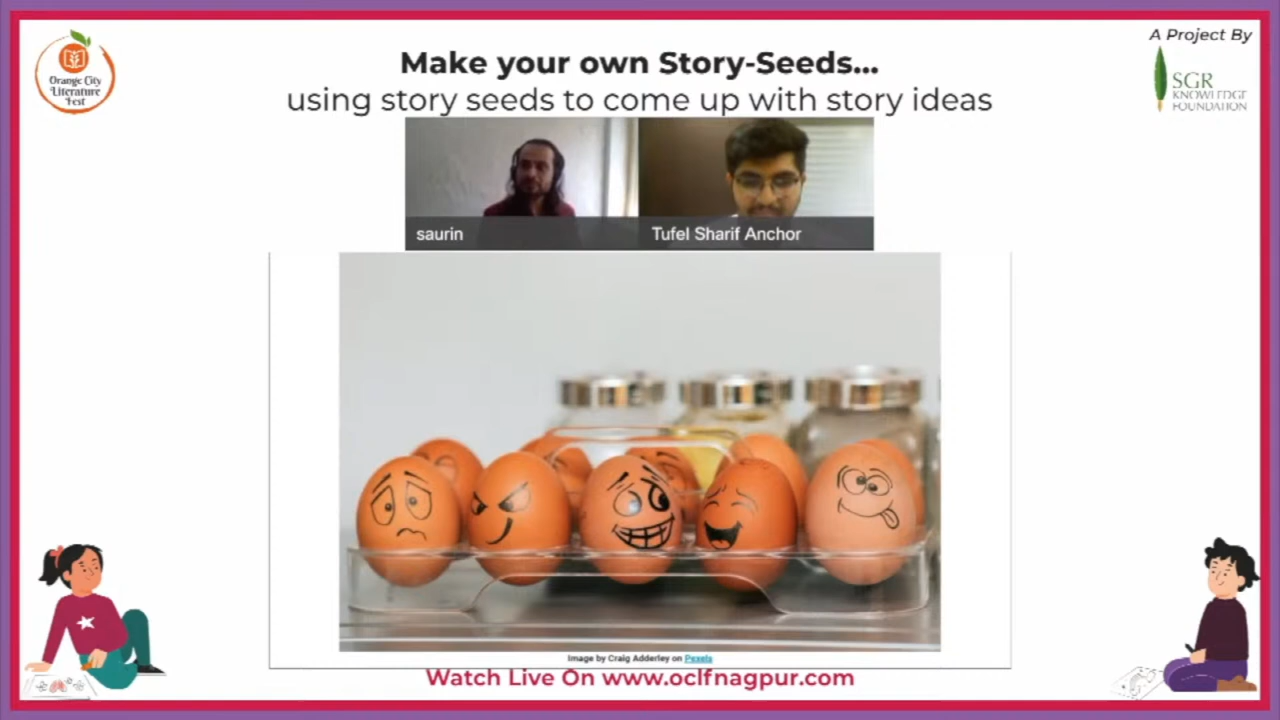 Orange City
Literature
Fest
Make your own Story-Seeds...
using story seeds to come up with story ideas
A Project By
SGR
KNOWLEDGE
FOUNDATION
saurin
Tufel Sharif Anchor
Image by Craig Adderley on Pexels
Watch Live On www.oclfnagpur.com